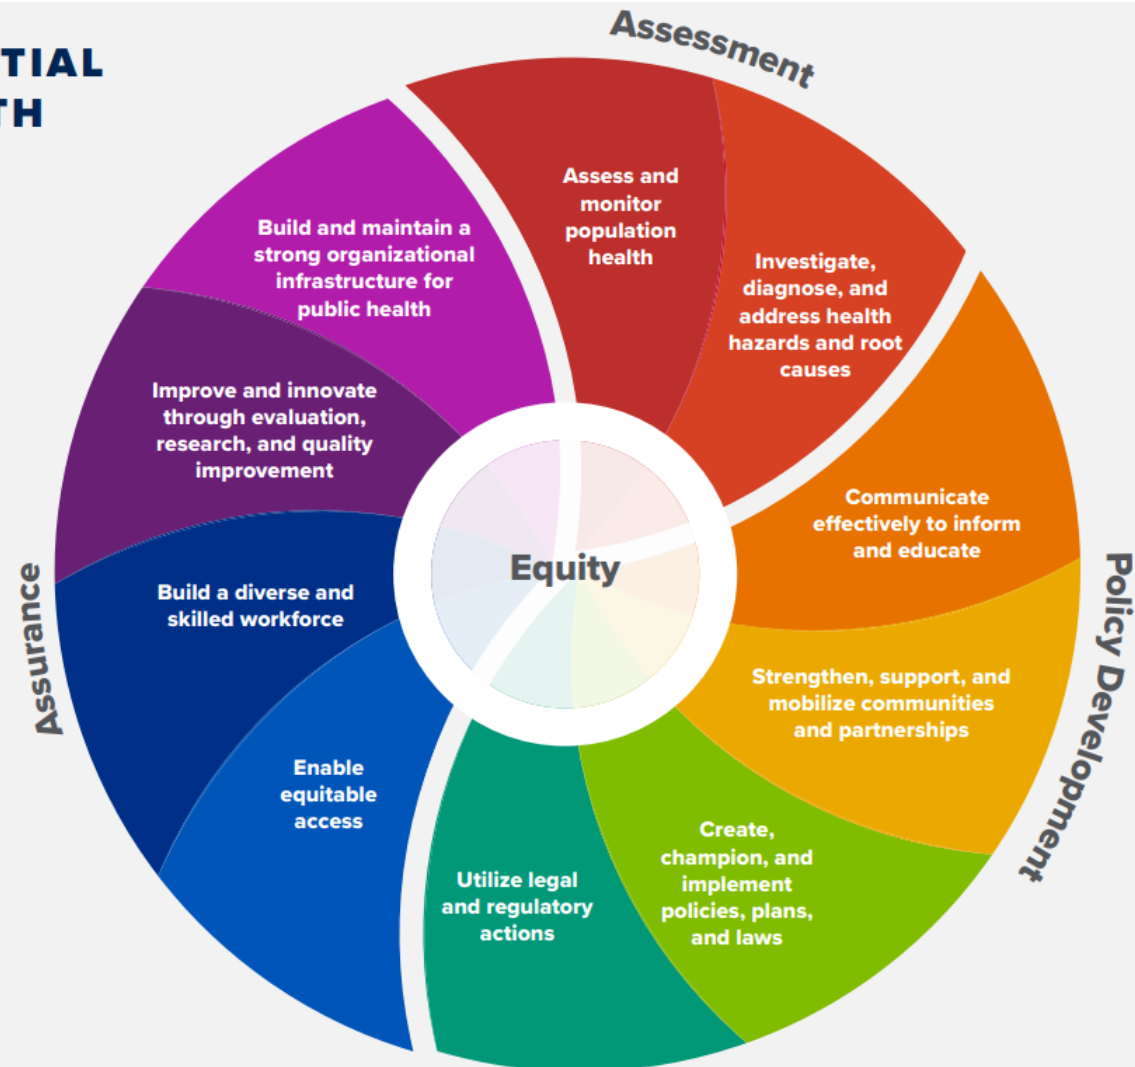 TIAL
TH
Assessment
Assess and
monitor
population
health
Investigate,
diagnose, and
address health
hazards and root
causes
Communicate
effectively to inform
and educate
Strengthen, support, and
mobilize communities
and partnerships
Create,
champion, and
implement
policies, plans,
and laws
Utilize legal
and regulatory
actions
Policy Development
Enable
equitable
access
Build a diverse and
skilled workforce
Improve and innovate
through evaluation,
research, and quality
improvement
Build and maintain a
strong organizational
infrastructure for
public health
Assurance
Equity